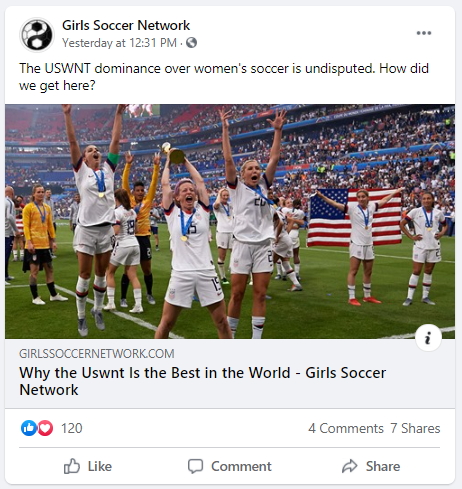 Girls Soccer Network
Yesterday at 12:31 PM ·
The USWNT dominance over women's soccer is undisputed. How did
we get here?
15
15
i
GIRLSSOCCERNETWORK.COM
Why the Uswnt Is the Best in the World - Girls Soccer
Network
120
4 Comments 7 Shares
Like
Comment
Share